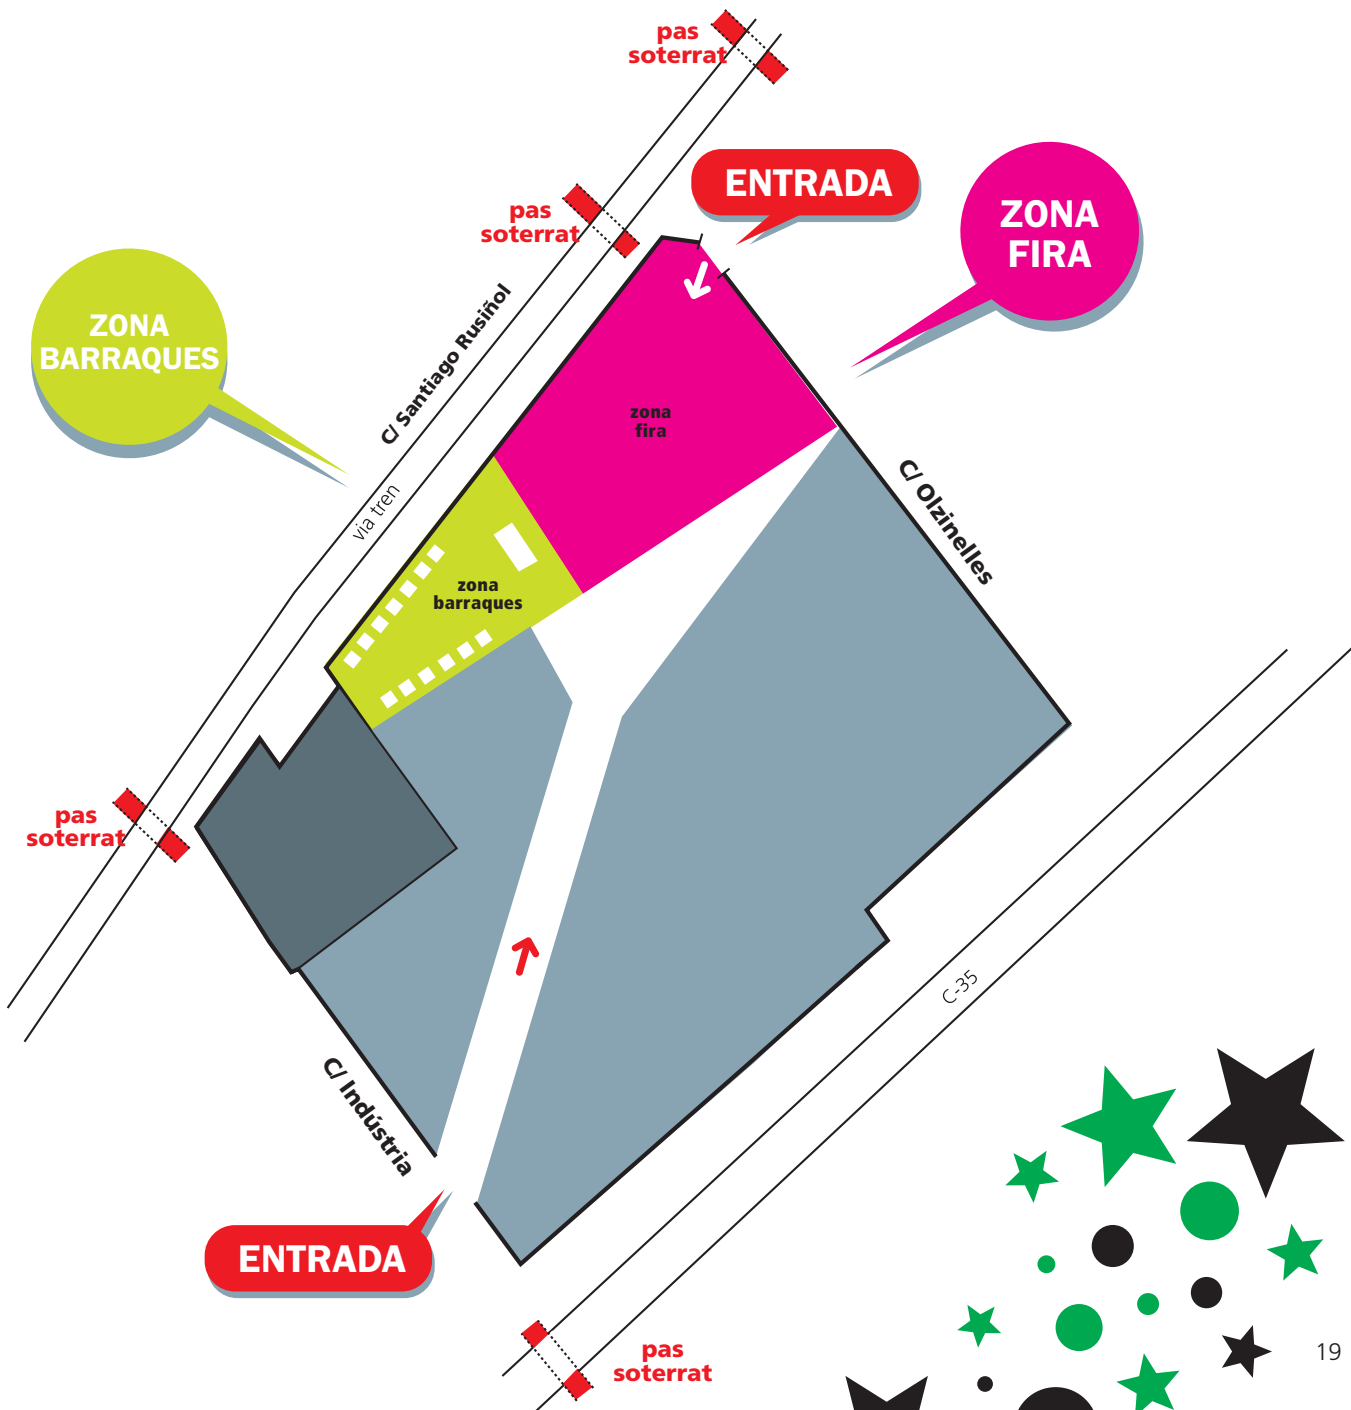 pas
soterrat
ENTRADA
ZONA
FIRA
pas
soterrat
ZONA
BARRAQUES
C/ Santiago Rusiñol
via tren
zona
fira
C/ Olzinelles
zona
barraques
pas
soterrat
C-35
C/ Indústria
ENTRADA
pas
soterrat
19